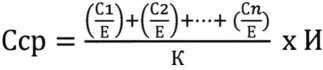 Сср = ((С1/Е)+(С2/Е)+⋯+(Сn/Е))/К х И